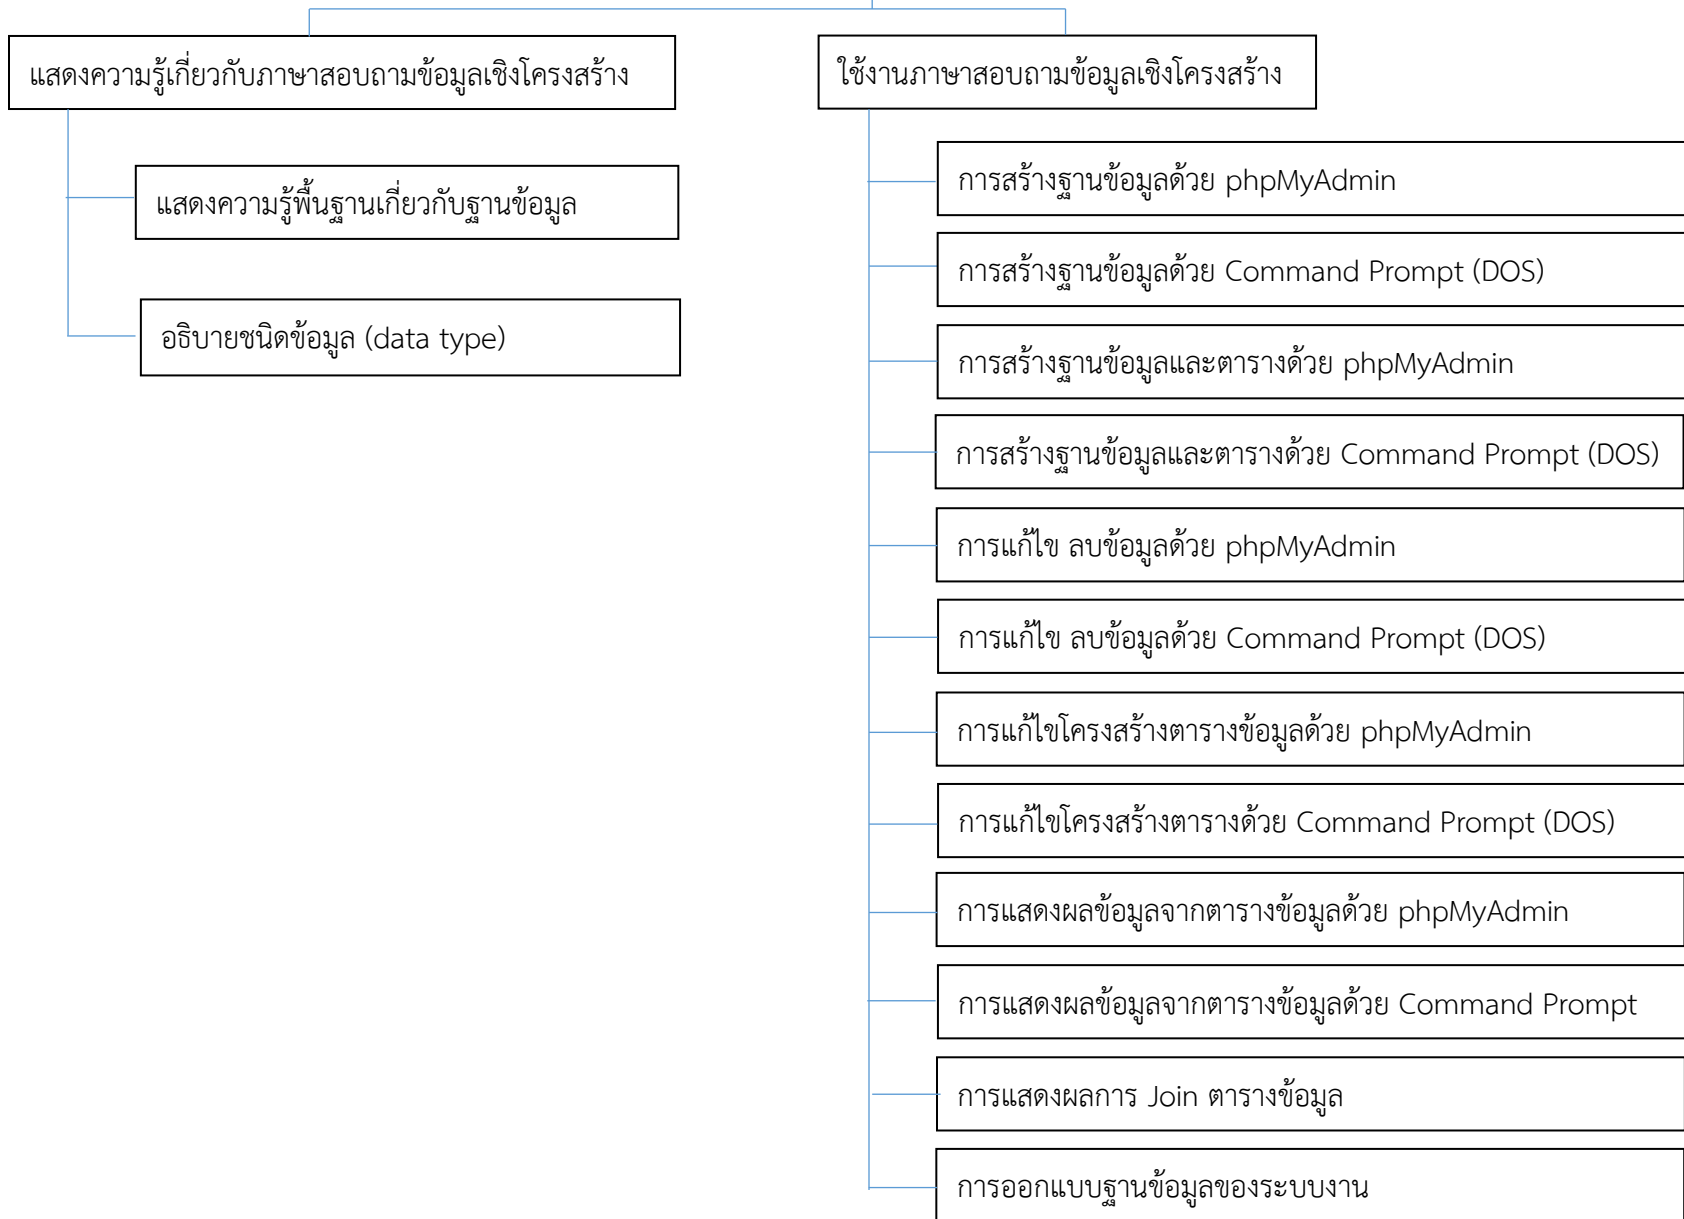 แสดงความรู้เกี่ยวกับภาษาสอบถามข้อมูลเชิงโครงสร้าง
แสดงความรู้พื้นฐานเกี่ยวกับฐานข้อมูล
อธิบายชนิดข้อมูล (data type)
ใช้งานภาษาสอบถามข้อมูลเชิงโครงสร้าง
การสร้างฐานข้อมูลด้วย phpMyAdmin
การสร้างฐานข้อมูลด้วย Command Prompt (DOS)
การสร้างฐานข้อมูลและตารางด้วย phpMyAdmin
การสร้างฐานข้อมูลและตารางด้วย Command Prompt (DOS)
การแก้ไข ลบข้อมูลด้วย phpMyAdmin
การแก้ไข ลบข้อมูลด้วย Command Prompt (DOS)
การแก้ไขโครงสร้างตารางข้อมูลด้วย phpMyAdmin
การแก้ไขโครงสร้างตารางด้วย Command Prompt (DOS)
การแสดงผลข้อมูลจากตารางข้อมูลด้วย phpMyAdmin
การแสดงผลข้อมูลจากตารางข้อมูลด้วย Command Prompt
การแสดงผลการ Join ตารางข้อมูล
การออกแบบฐานข้อมูลของระบบงาน